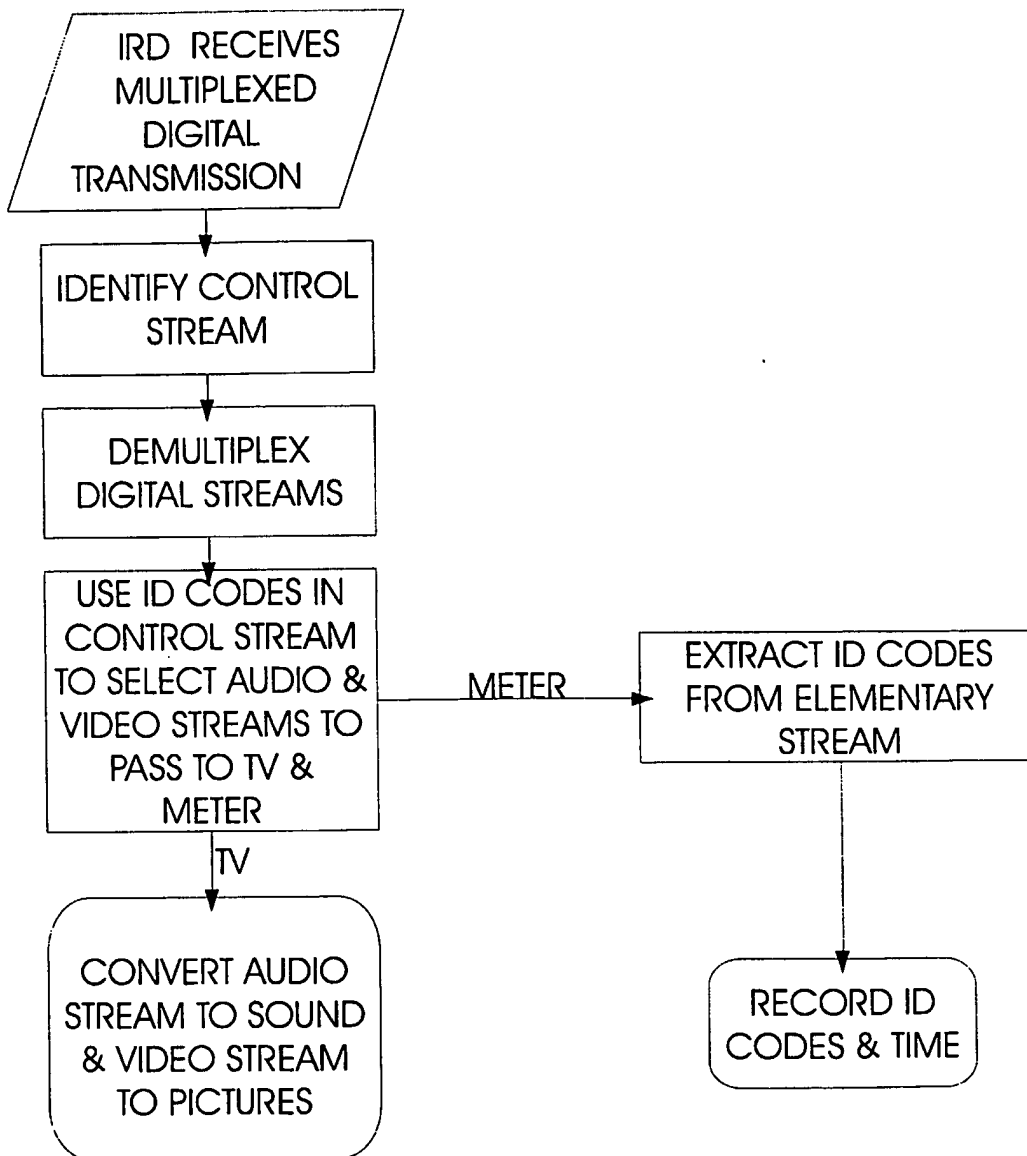 IRD RECEIVES
MULTIPLEXED
DIGITAL
TRANSMISSION
IDENTIFY CONTROL
STREAM
DEMULTIPLEX
DIGITAL STREAMS
USE ID CODES IN
CONTROL STREAM
TO SELECT AUDIO &
VIDEO STREAMS TO
PASS TO TV &
METER
METER
EXTRACT ID CODES
FROM ELEMENTARY
STREAM
TV
CONVERT AUDIO
STREAM TO SOUND
& VIDEO STREAM
TO PICTURES
RECORD ID
CODES & TIME